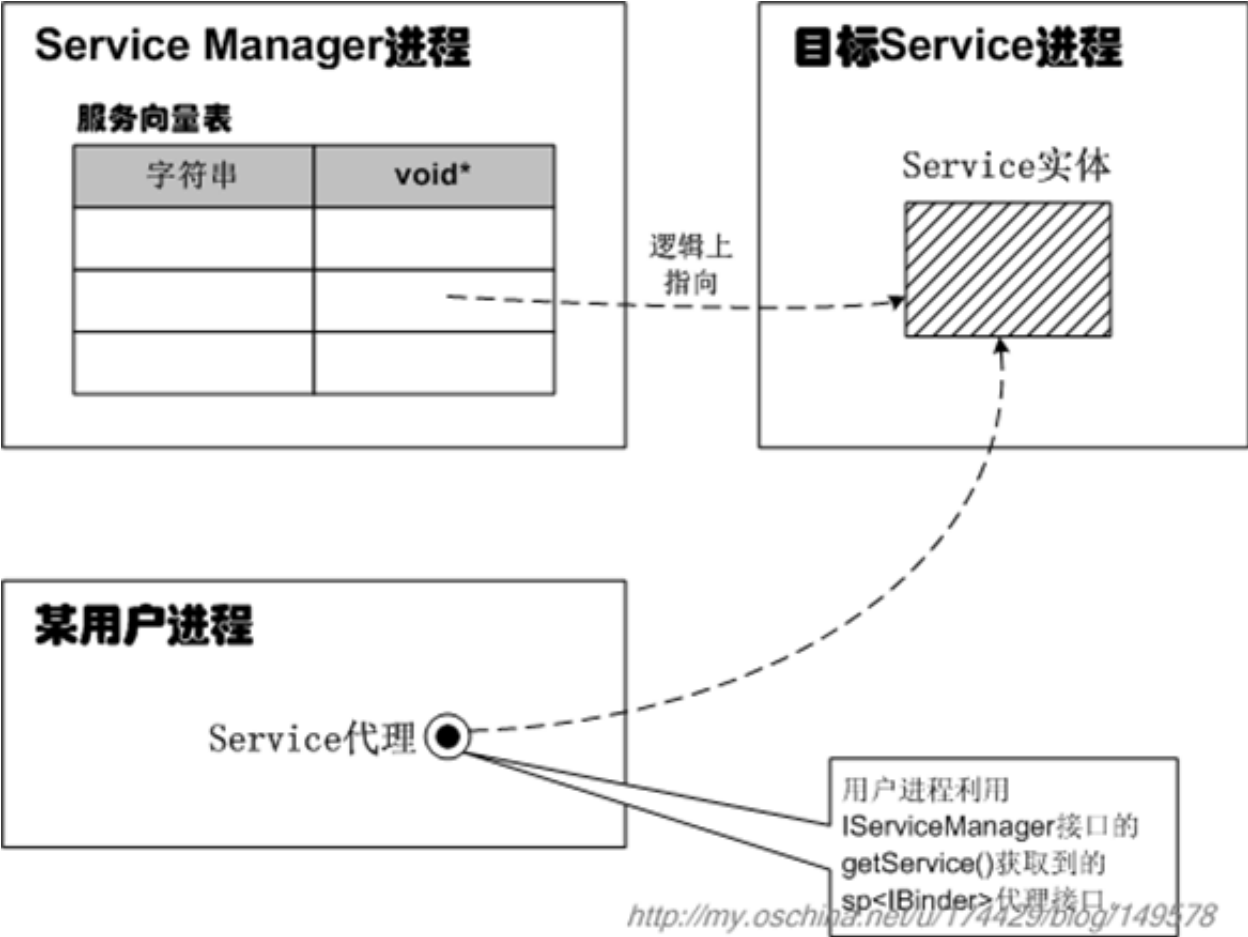 Service Manager进程
服务向量表
字符串
void*
逻辑上
指向
目标Service进程
Service实体
某用户进程
Service代理
用户进程利用
IServiceManager接口的
getService()获取到的
sp<IBinder>代理接口。
http://my.oschina.net/u/174429/blog/149578